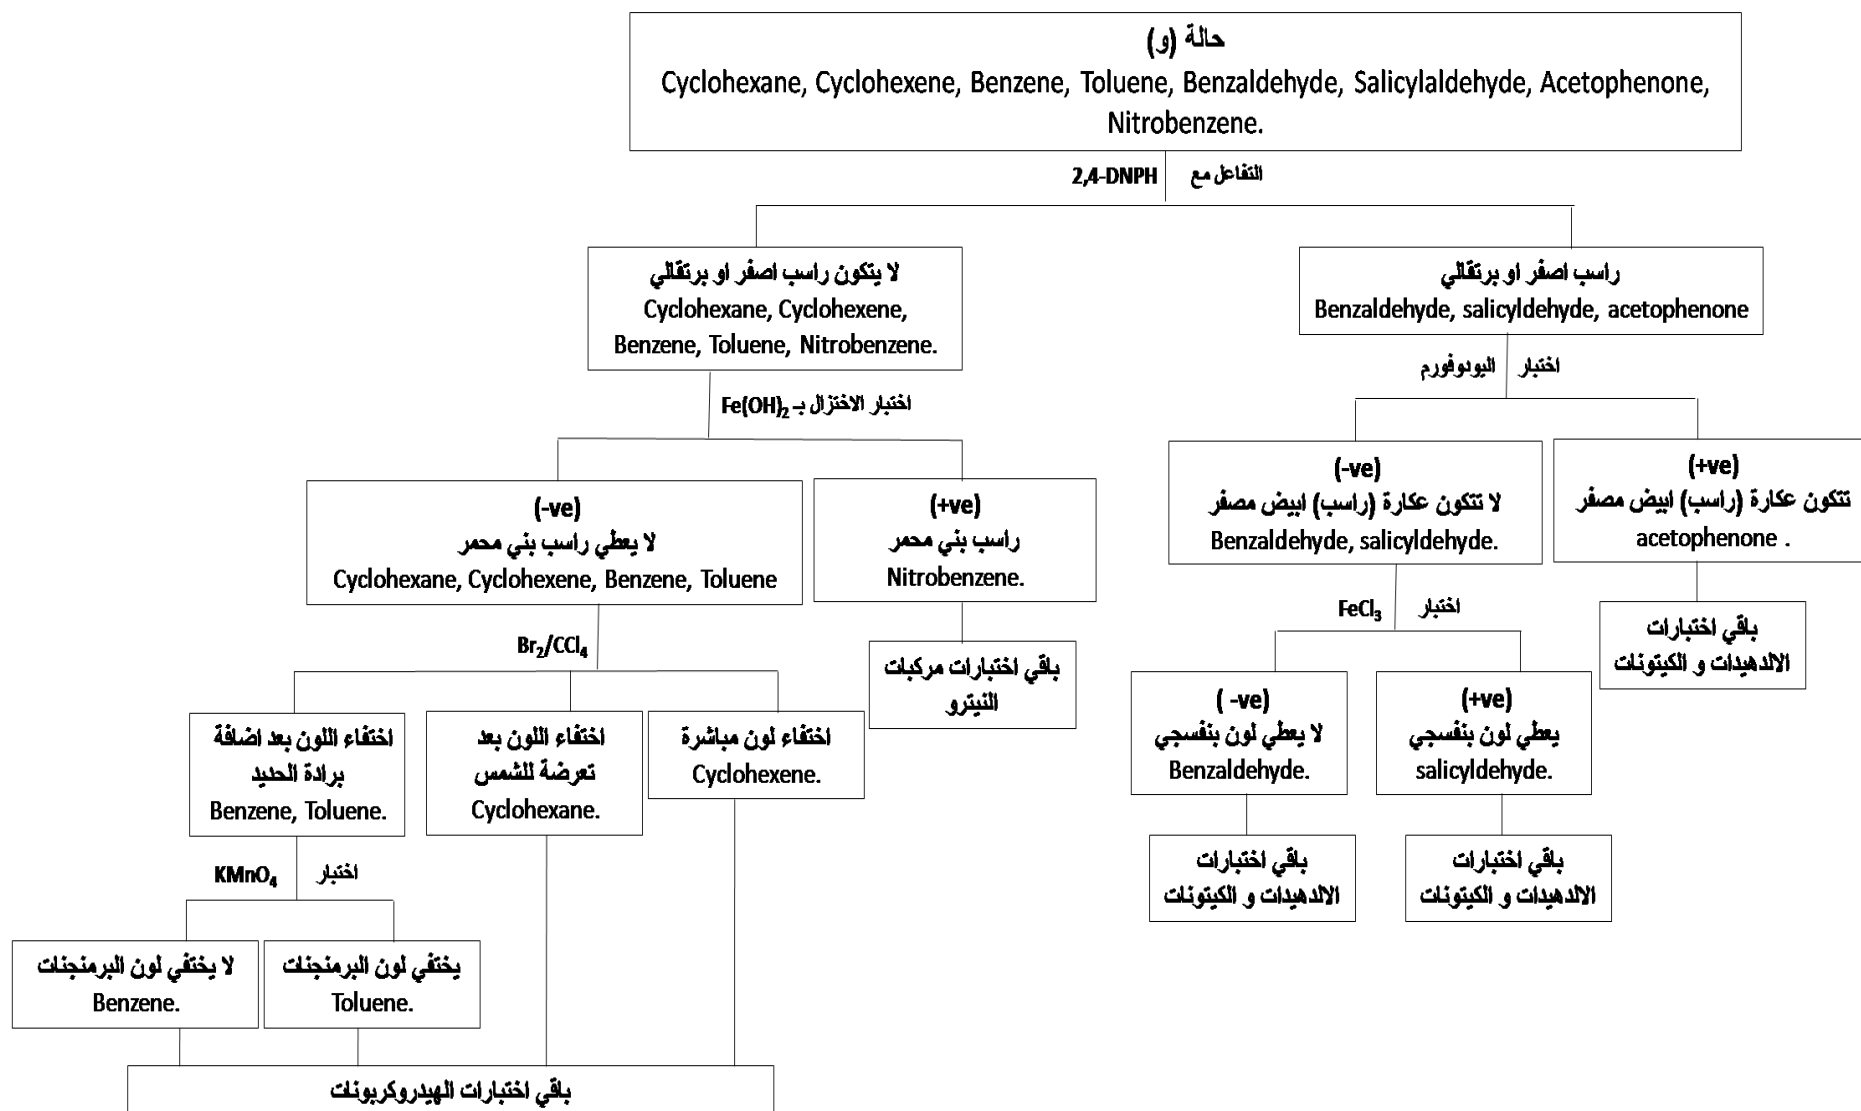 حالة (و)
Cyclohexane, Cyclohexene, Benzene, Toluene, Benzaldehyde, Salicylaldehyde, Acetophenone,
Nitrobenzene.
التفاعل مع 2,4-DNPH
لا يتكون راسب اصفر او برتقالي
Cyclohexane, Cyclohexene,
Benzene, Toluene, Nitrobenzene.
راسب اصفر او برتقالي
Benzaldehyde, salicyldehyde, acetophenone
اختبار الاختزال بـ Fe(OH)₂
اختبار اليودوفورم
(-ve)
لا يعطي راسب بني محمر
Cyclohexane, Cyclohexene, Benzene, Toluene
(+ve)
راسب بني محمر
Nitrobenzene.
(-ve)
لا تتكون عكارة (راسب) ابيض مصفر
Benzaldehyde, salicyldehyde.
(+ve)
تتكون عكارة (راسب) ابيض مصفر
acetophenone .
Br₂/CCl₄
باقي اختبارات مركبات
النيترو
اختبار FeCl₃
باقي اختبارات
الالدهيدات و الكيتونات
اختفاء اللون بعد اضافة
برادة الحديد
Benzene, Toluene.
اختفاء اللون بعد
تعرضة للشمس
Cyclohexane.
اختفاء لون مباشرة
Cyclohexene.
( -ve)
لا يعطي لون بنفسجي
Benzaldehyde.
(+ve)
يعطي لون بنفسجي
salicyldehyde.
اختبار KMnO₄
باقي اختبارات
الالدهيدات و الكيتونات
باقي اختبارات
الالدهيدات و الكيتونات
لا يختفي لون البرمنجنات
Benzene.
يختفي لون البرمنجنات
Toluene.
باقي اختبارات الهيدروكربونات